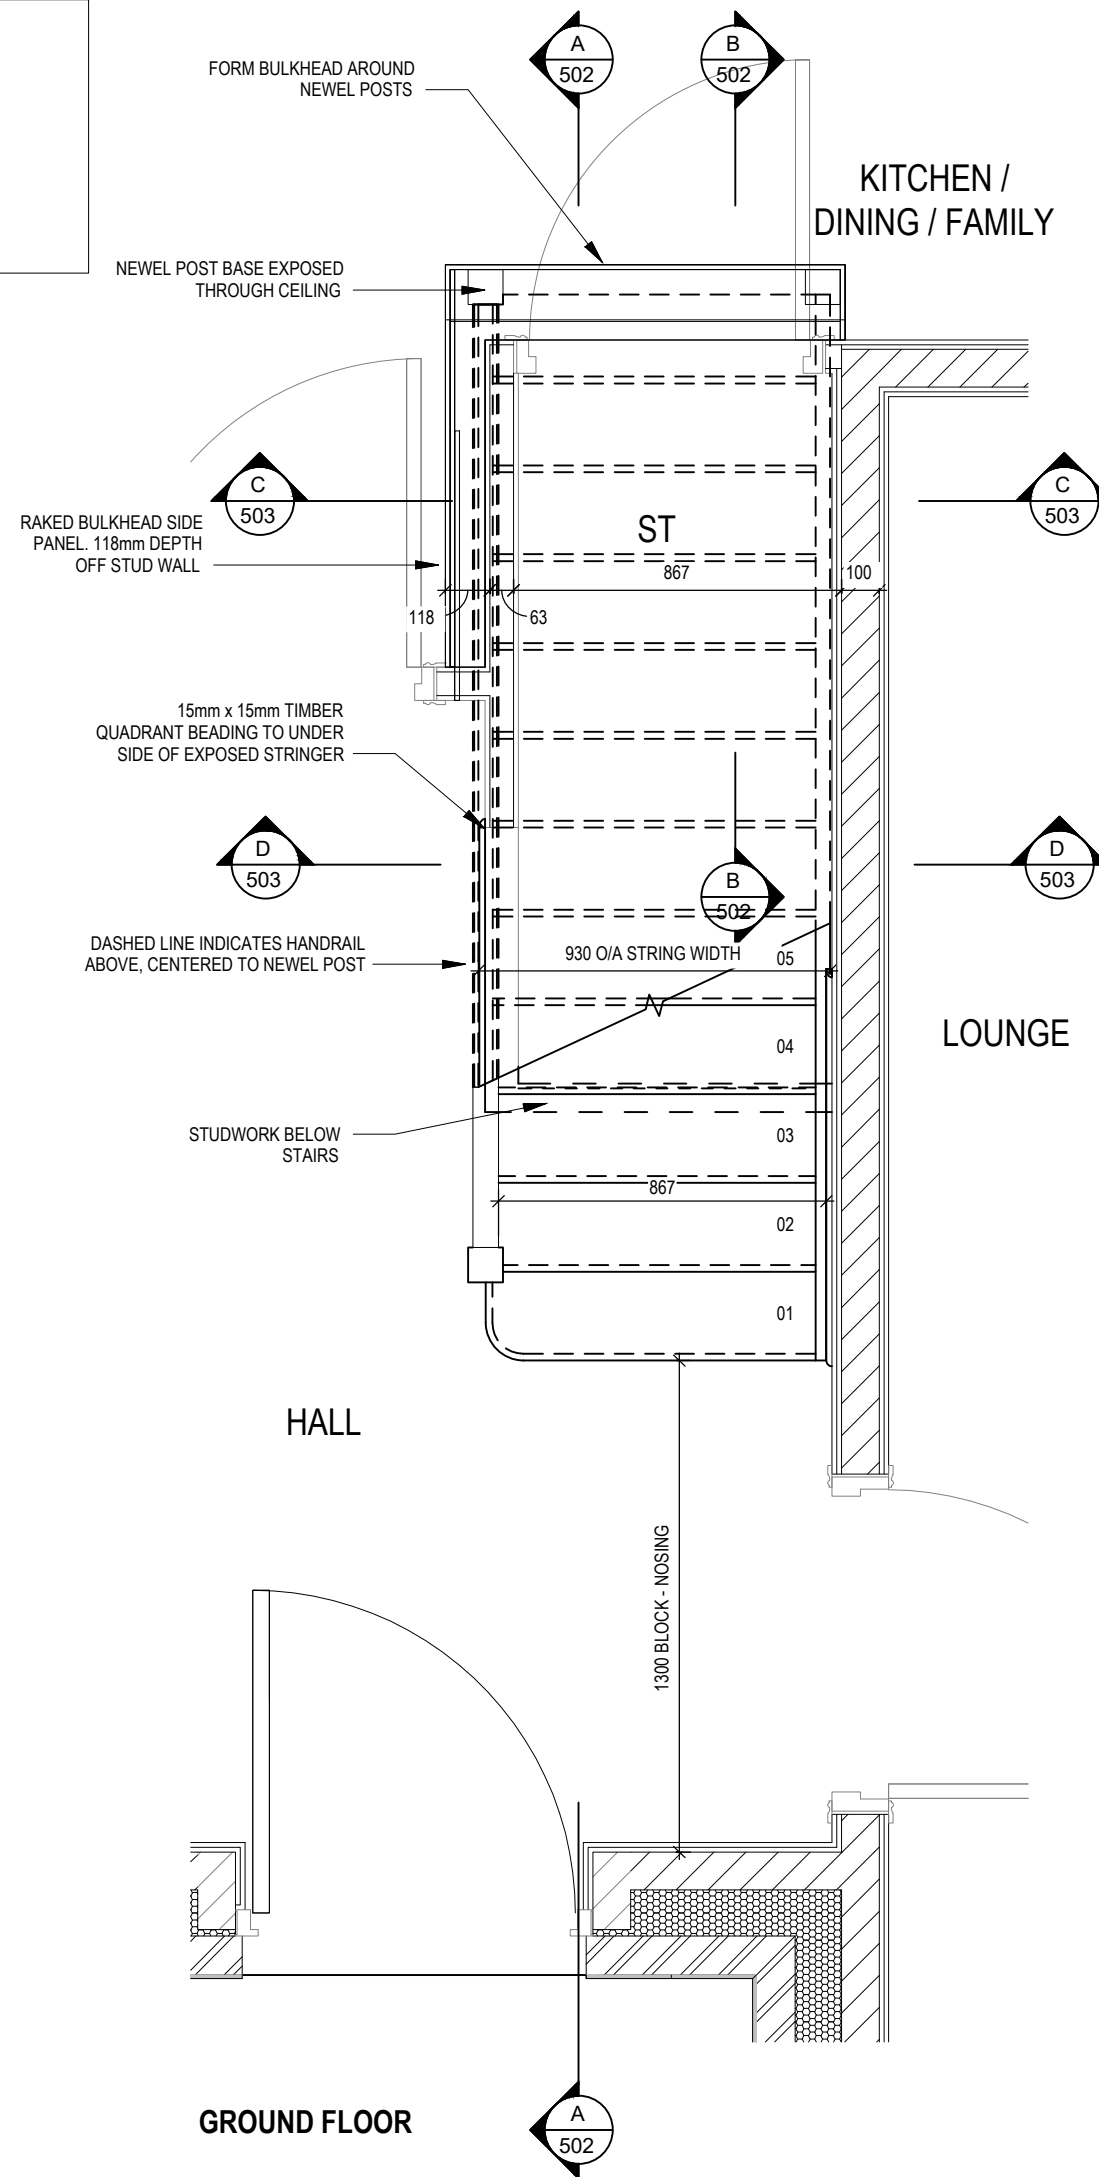 A
502
B
502
FORM BULKHEAD AROUND
NEWEL POSTS
KITCHEN /
DINING / FAMILY
NEWEL POST BASE EXPOSED
THROUGH CEILING
C
503
C
503
RAKED BULKHEAD SIDE
PANEL. 118mm DEPTH
OFF STUD WALL
ST
867
100
118
63
15mm x 15mm TIMBER
QUADRANT BEADING TO UNDER
SIDE OF EXPOSED STRINGER
D
503
D
503
B
502
DASHED LINE INDICATES HANDRAIL
ABOVE, CENTERED TO NEWEL POST
930 O/A STRING WIDTH
05
LOUNGE
04
STUDWORK BELOW
STAIRS
03
867
02
01
HALL
1300 BLOCK - NOSING
GROUND FLOOR
A
502